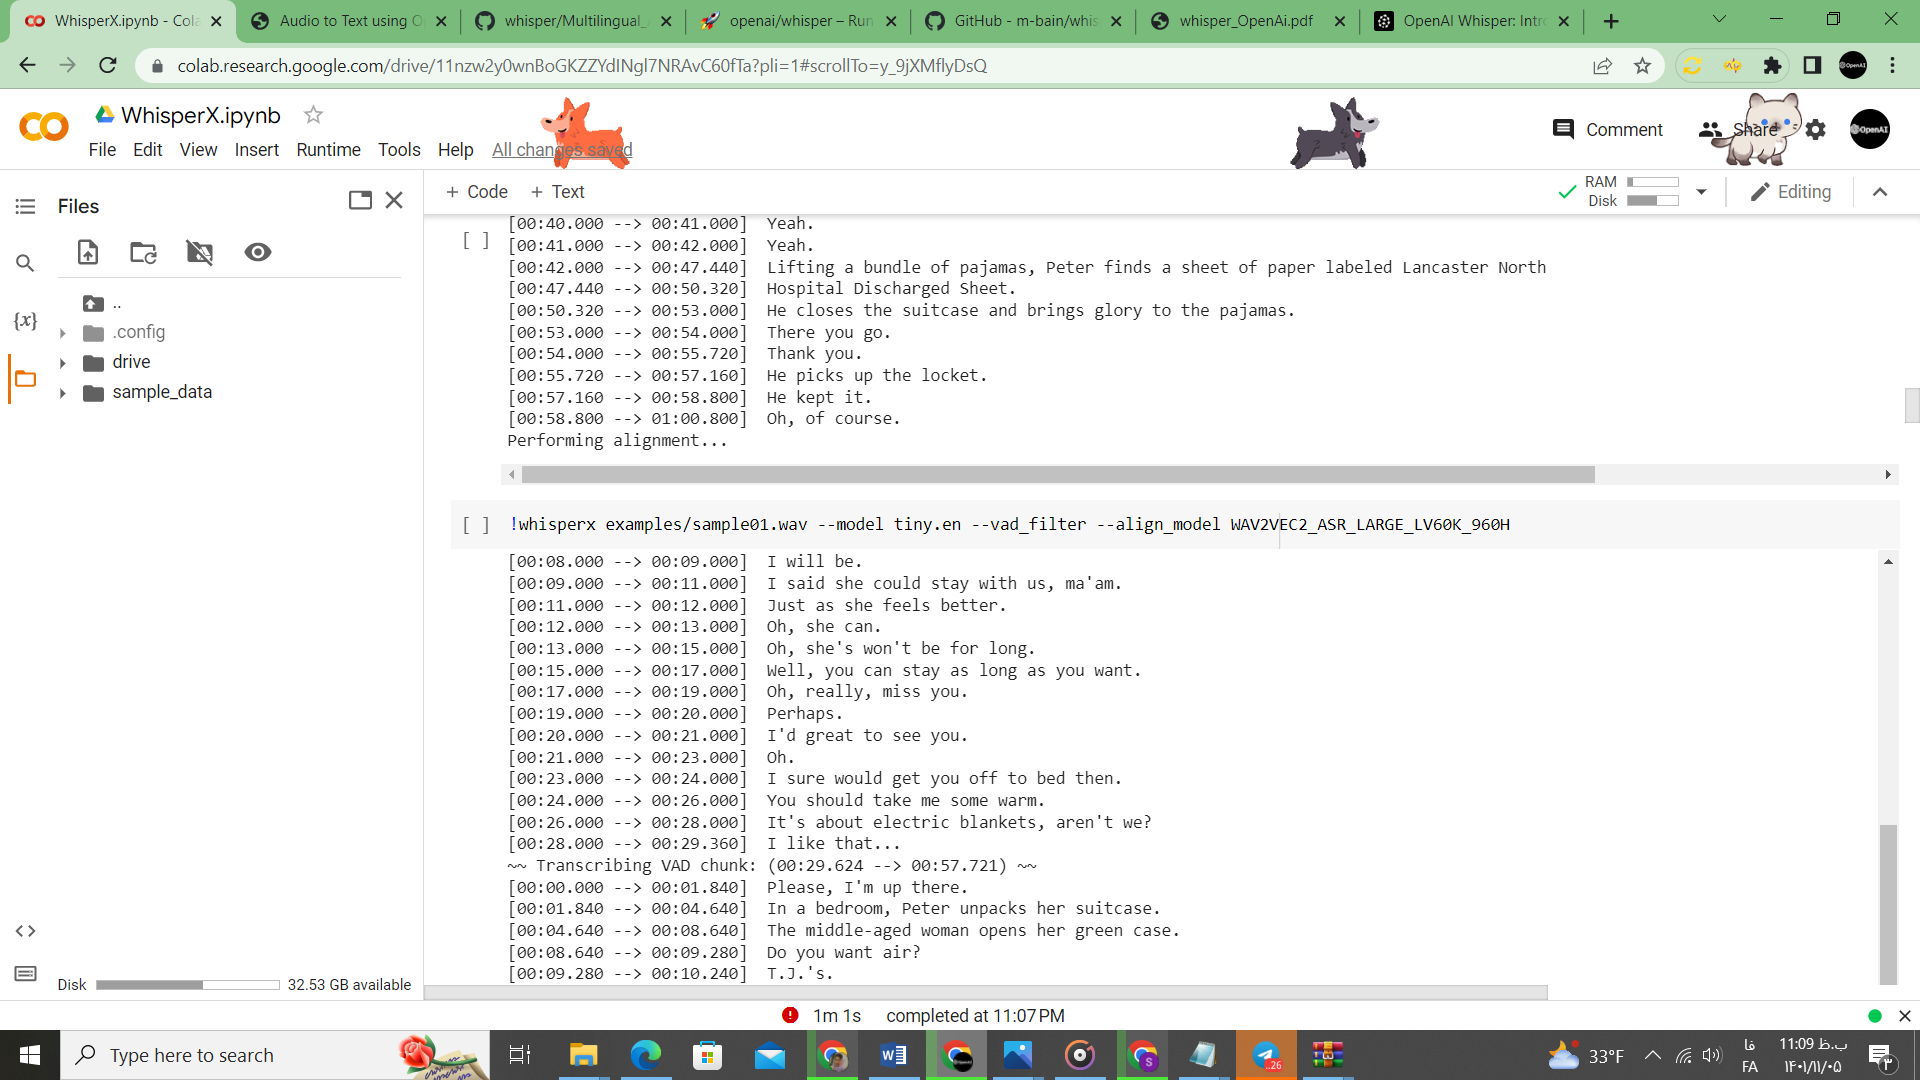 WhisperX.ipynb - Cola
Audio to Text using O
whisper/Multilingual_
openai/whisper – Run
GitHub - m-bain/whis
whisper_OpenAi.pdf
OpenAI Whisper: Intro
colab.research.google.com/drive/11nzw2y0wnBoGKZZYdINgl7NRAvC60fTa?pli=1#scrollTo=y_9jXMflyDsQ
WhisperX.ipynb
File Edit View Insert Runtime Tools Help All changes saved
Comment
Share
OpenAI
Files
+ Code + Text
RAM
Disk
Editing
..
.config
drive
sample_data
[ ]
[00:40.000 --> 00:41.000]  Yeah.
[00:41.000 --> 00:42.000]  Yeah.
[00:42.000 --> 00:47.440]  Lifting a bundle of pajamas, Peter finds a sheet of paper labeled Lancaster North
[00:47.440 --> 00:50.320]  Hospital Discharged Sheet.
[00:50.320 --> 00:53.000]  He closes the suitcase and brings glory to the pajamas.
[00:53.000 --> 00:54.000]  There you go.
[00:54.000 --> 00:55.720]  Thank you.
[00:55.720 --> 00:57.160]  He picks up the locket.
[00:57.160 --> 00:58.800]  He kept it.
[00:58.800 --> 01:00.800]  Oh, of course.
Performing alignment...
[ ] !whisperx examples/sample01.wav --model tiny.en --vad_filter --align_model WAV2VEC2_ASR_LARGE_LV60K_960H
[00:08.000 --> 00:09.000]  I will be.
[00:09.000 --> 00:11.000]  I said she could stay with us, ma'am.
[00:11.000 --> 00:12.000]  Just as she feels better.
[00:12.000 --> 00:13.000]  Oh, she can.
[00:13.000 --> 00:15.000]  Oh, she's won't be for long.
[00:15.000 --> 00:17.000]  Well, you can stay as long as you want.
[00:17.000 --> 00:19.000]  Oh, really, miss you.
[00:19.000 --> 00:20.000]  Perhaps.
[00:20.000 --> 00:21.000]  I'd great to see you.
[00:21.000 --> 00:23.000]  Oh.
[00:23.000 --> 00:24.000]  I sure would get you off to bed then.
[00:24.000 --> 00:26.000]  You should take me some warm.
[00:26.000 --> 00:28.000]  It's about electric blankets, aren't we?
[00:28.000 --> 00:29.360]  I like that...
~~ Transcribing VAD chunk: (00:29.624 --> 00:57.721) ~~
[00:00.000 --> 00:01.840]  Please, I'm up there.
[00:01.840 --> 00:04.640]  In a bedroom, Peter unpacks her suitcase.
[00:04.640 --> 00:08.640]  The middle-aged woman opens her green case.
[00:08.640 --> 00:09.280]  Do you want air?
[00:09.280 --> 00:10.240]  T.J.'s.
Disk 32.53 GB available
1m 1s completed at 11:07 PM
Type here to search
..26
33°F
فا
FA
11:09 ب.ظ
۱۴۰۱/۱۱/۰۵
۳